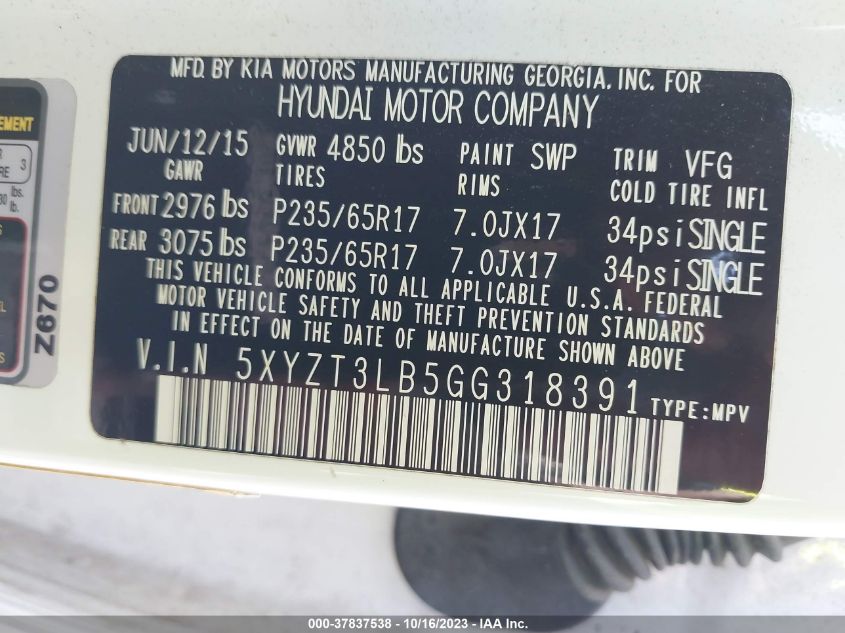 MFD. BY KIA MOTORS MANUFACTURING GEORGIA, INC. FOR
HYUNDAI MOTOR COMPANY
JUN/12/15 GVWR 4850 lbs PAINT SWP TRIM VFG
GAWR TIRES RIMS COLD TIRE INFL
FRONT 2976 lbs P235/65R17 7.0JX17 34psi SINGLE
REAR 3075 lbs P235/65R17 7.0JX17 34psi SINGLE
THIS VEHICLE CONFORMS TO ALL APPLICABLE U.S.A. FEDERAL
MOTOR VEHICLE SAFETY AND THEFT PREVENTION STANDARDS
IN EFFECT ON THE DATE OF MANUFACTURE SHOWN ABOVE
V.I.N 5XYZT3LB5GG318391 TYPE:MPV
3
lbs.
lb.
Z670
000-37837538 - 10/16/2023 -